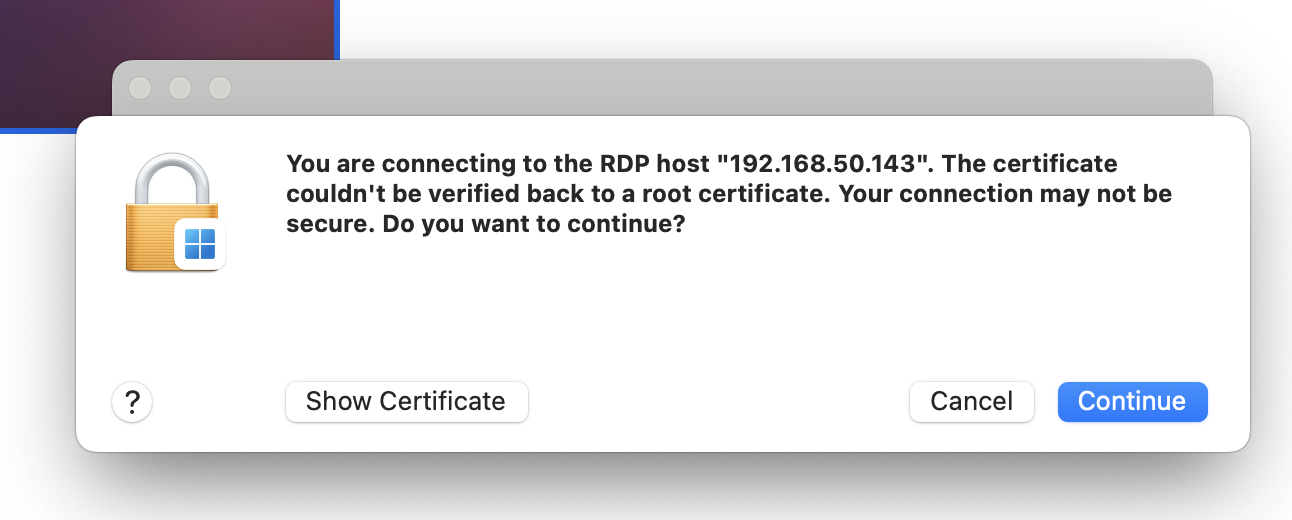 You are connecting to the RDP host "192.168.50.143". The certificate
couldn't be verified back to a root certificate. Your connection may not be
secure. Do you want to continue?
? Show Certificate Cancel Continue